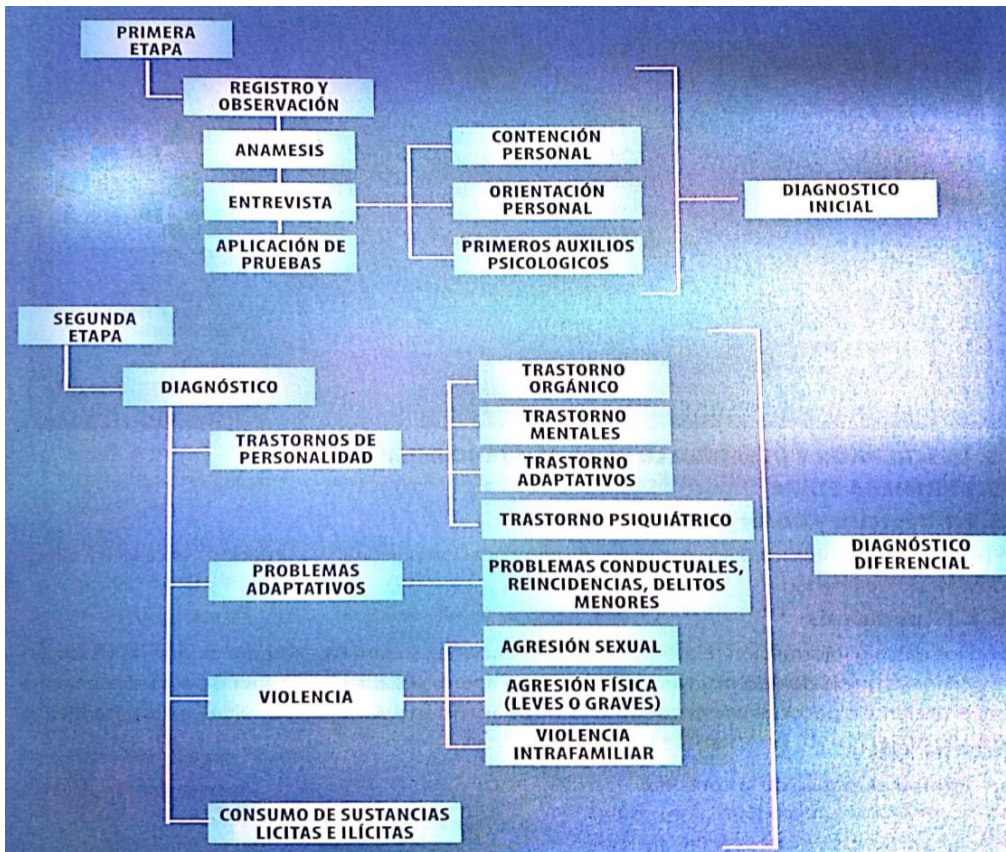 PRIMERA
ETAPA
REGISTRO Y
OBSERVACIÓN
ANAMESIS
ENTREVISTA
APLICACIÓN DE
PRUEBAS
CONTENCIÓN
PERSONAL
ORIENTACIÓN
PERSONAL
PRIMEROS AUXILIOS
PSICOLOGICOS
DIAGNOSTICO
INICIAL
SEGUNDA
ETAPA
DIAGNÓSTICO
TRASTORNOS DE
PERSONALIDAD
TRASTORNO
ORGÁNICO
TRASTORNO
MENTALES
TRASTORNO
ADAPTATIVOS
TRASTORNO PSIQUIÁTRICO
PROBLEMAS
ADAPTATIVOS
PROBLEMAS CONDUCTUALES,
REINCIDENCIAS, DELITOS
MENORES
VIOLENCIA
AGRESIÓN SEXUAL
AGRESIÓN FÍSICA
(LEVES O GRAVES)
VIOLENCIA
INTRAFAMILIAR
CONSUMO DE SUSTANCIAS
LICITAS E ILÍCITAS
DIAGNÓSTICO
DIFERENCIAL